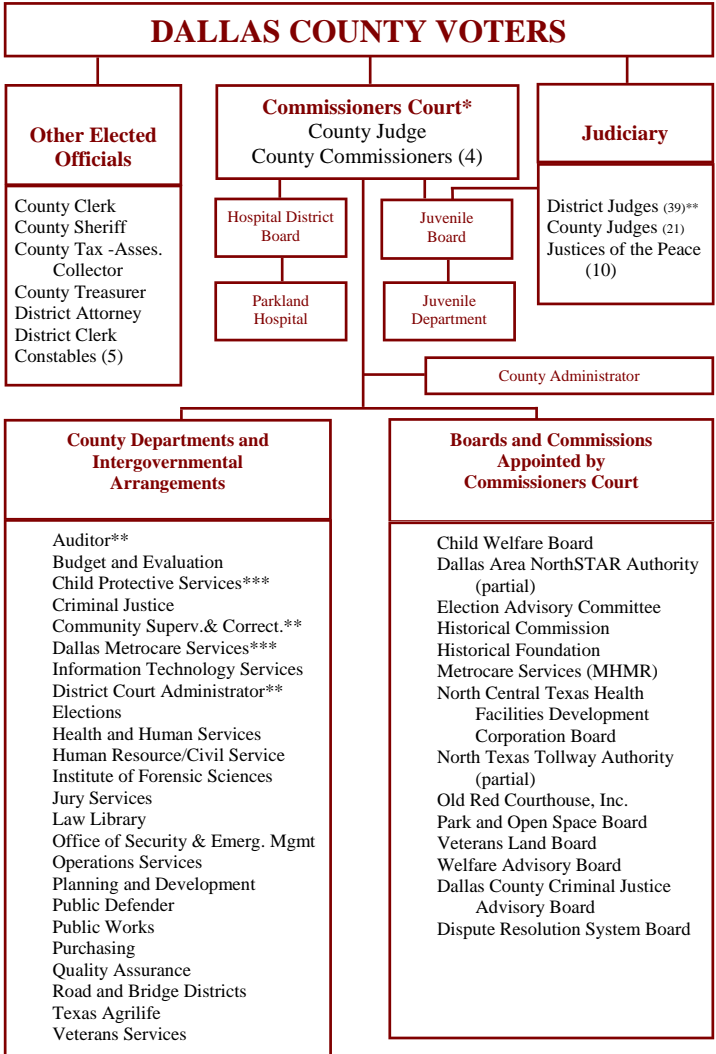 DALLAS COUNTY VOTERS
Other Elected
Officials
County Clerk
County Sheriff
County Tax -Asses.
Collector
County Treasurer
District Attorney
District Clerk
Constables (5)
Commissioners Court*
County Judge
County Commissioners (4)
Hospital District
Board
Parkland
Hospital
Juvenile
Board
Juvenile
Department
Judiciary
District Judges (39)**
County Judges (21)
Justices of the Peace
(10)
County Administrator
County Departments and
Intergovernmental
Arrangements
Auditor**
Budget and Evaluation
Child Protective Services***
Criminal Justice
Community Superv.& Correct.**
Dallas Metrocare Services***
Information Technology Services
District Court Administrator**
Elections
Health and Human Services
Human Resource/Civil Service
Institute of Forensic Sciences
Jury Services
Law Library
Office of Security & Emerg. Mgmt
Operations Services
Planning and Development
Public Defender
Public Works
Purchasing
Quality Assurance
Road and Bridge Districts
Texas Agrilife
Veterans Services
Boards and Commissions
Appointed by
Commissioners Court
Child Welfare Board
Dallas Area NorthSTAR Authority
(partial)
Election Advisory Committee
Historical Commission
Historical Foundation
Metrocare Services (MHMR)
North Central Texas Health
Facilities Development
Corporation Board
North Texas Tollway Authority
(partial)
Old Red Courthouse, Inc.
Park and Open Space Board
Veterans Land Board
Welfare Advisory Board
Dallas County Criminal Justice
Advisory Board
Dispute Resolution System Board